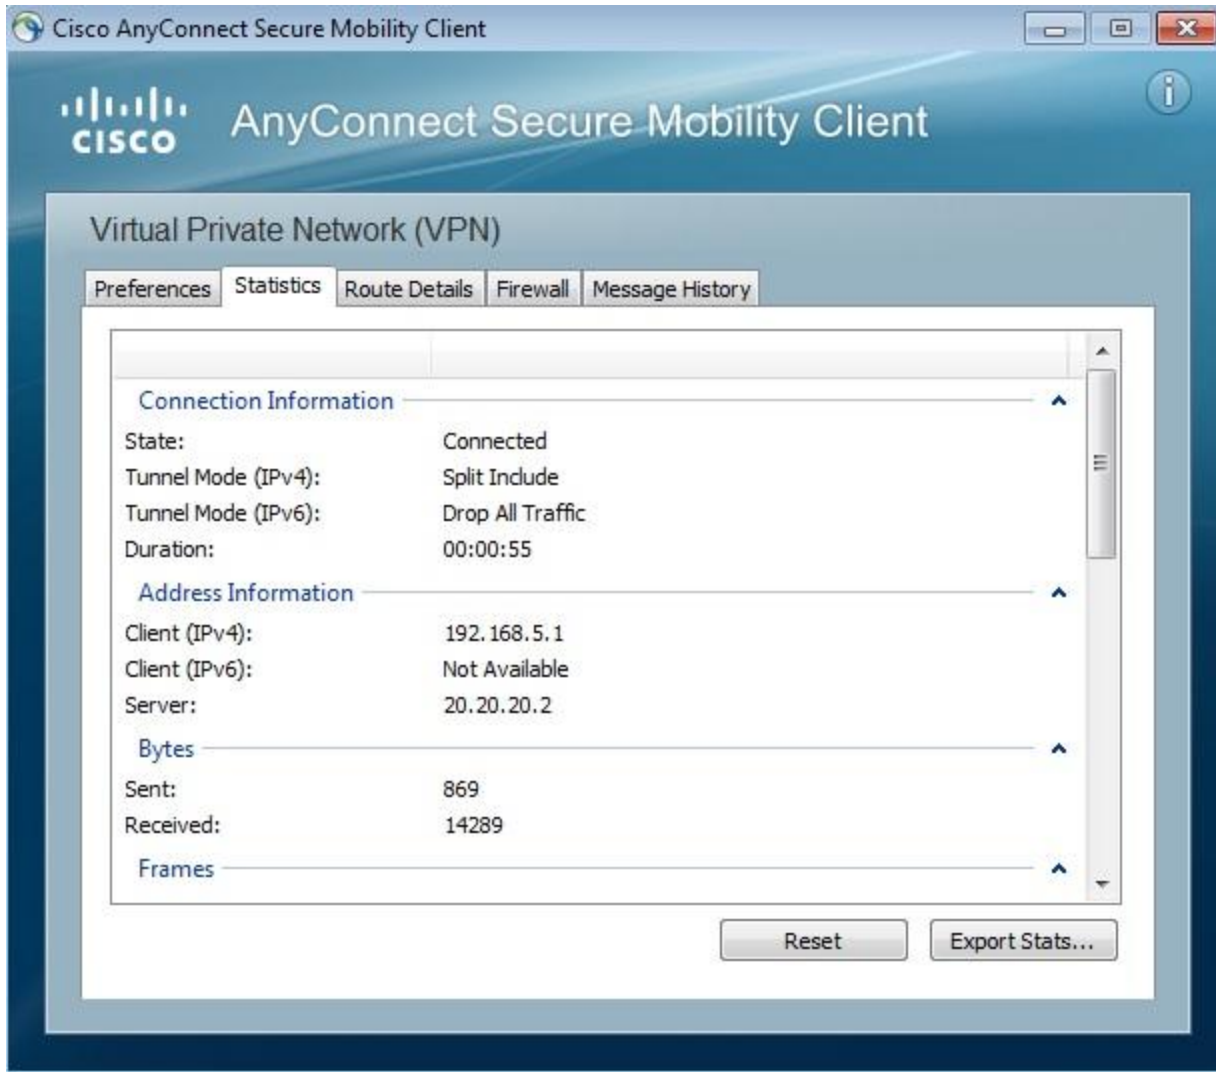 Cisco AnyConnect Secure Mobility Client
CISCO AnyConnect Secure Mobility Client
Virtual Private Network (VPN)
Preferences Statistics Route Details Firewall Message History
Connection Information
State: Connected
Tunnel Mode (IPv4): Split Include
Tunnel Mode (IPv6): Drop All Traffic
Duration: 00:00:55
Address Information
Client (IPv4): 192.168.5.1
Client (IPv6): Not Available
Server: 20.20.20.2
Bytes
Sent: 869
Received: 14289
Frames
Reset Export Stats...